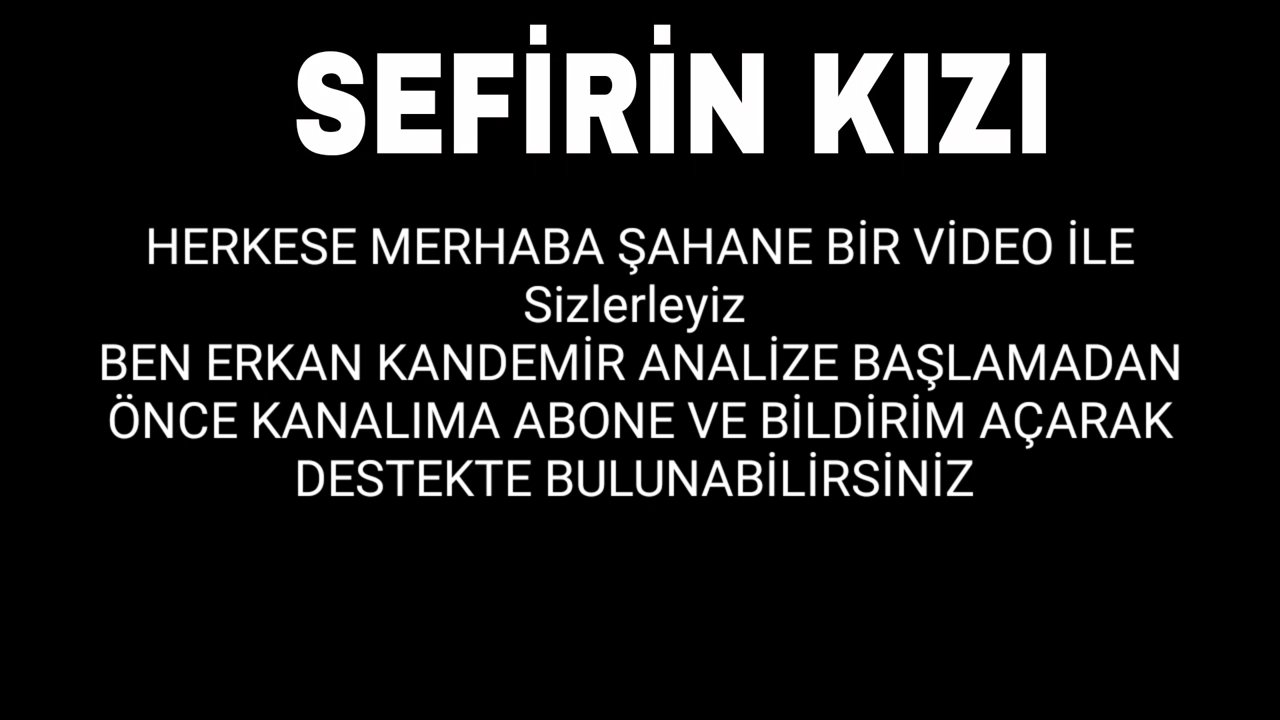 SEFİRİN KIZI
HERKESE MERHABA ŞAHANE BİR VİDEO İLE
Sizlerleyiz
BEN ERKAN KANDEMİR ANALİZE BAŞLAMADAN
ÖNCE KANALIMA ABONE VE BİLDİRİM AÇARAK
DESTEKTE BULUNABİLİRSİNİZ